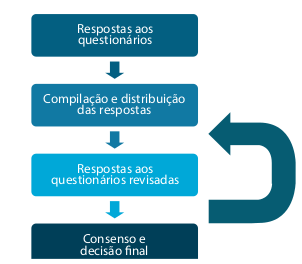 Respostas aos
questionários
Compilação e distribuição
das respostas
Respostas aos
questionários revisadas
Consenso e
decisão final